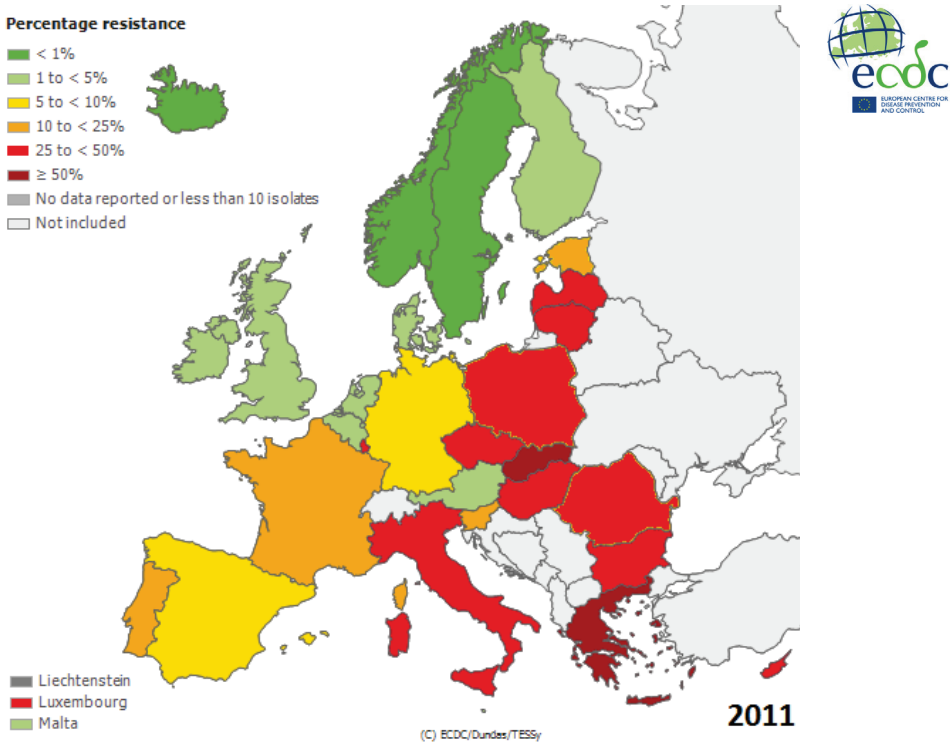 Percentage resistance
< 1%
1 to < 5%
5 to < 10%
10 to < 25%
25 to < 50%
≥ 50%
No data reported or less than 10 isolates
Not included
ecdc
EUROPEAN CENTRE FOR
DISEASE PREVENTION
AND CONTROL
Liechtenstein
Luxembourg
Malta
2011
(C) ECDC/Dundas/TESSy